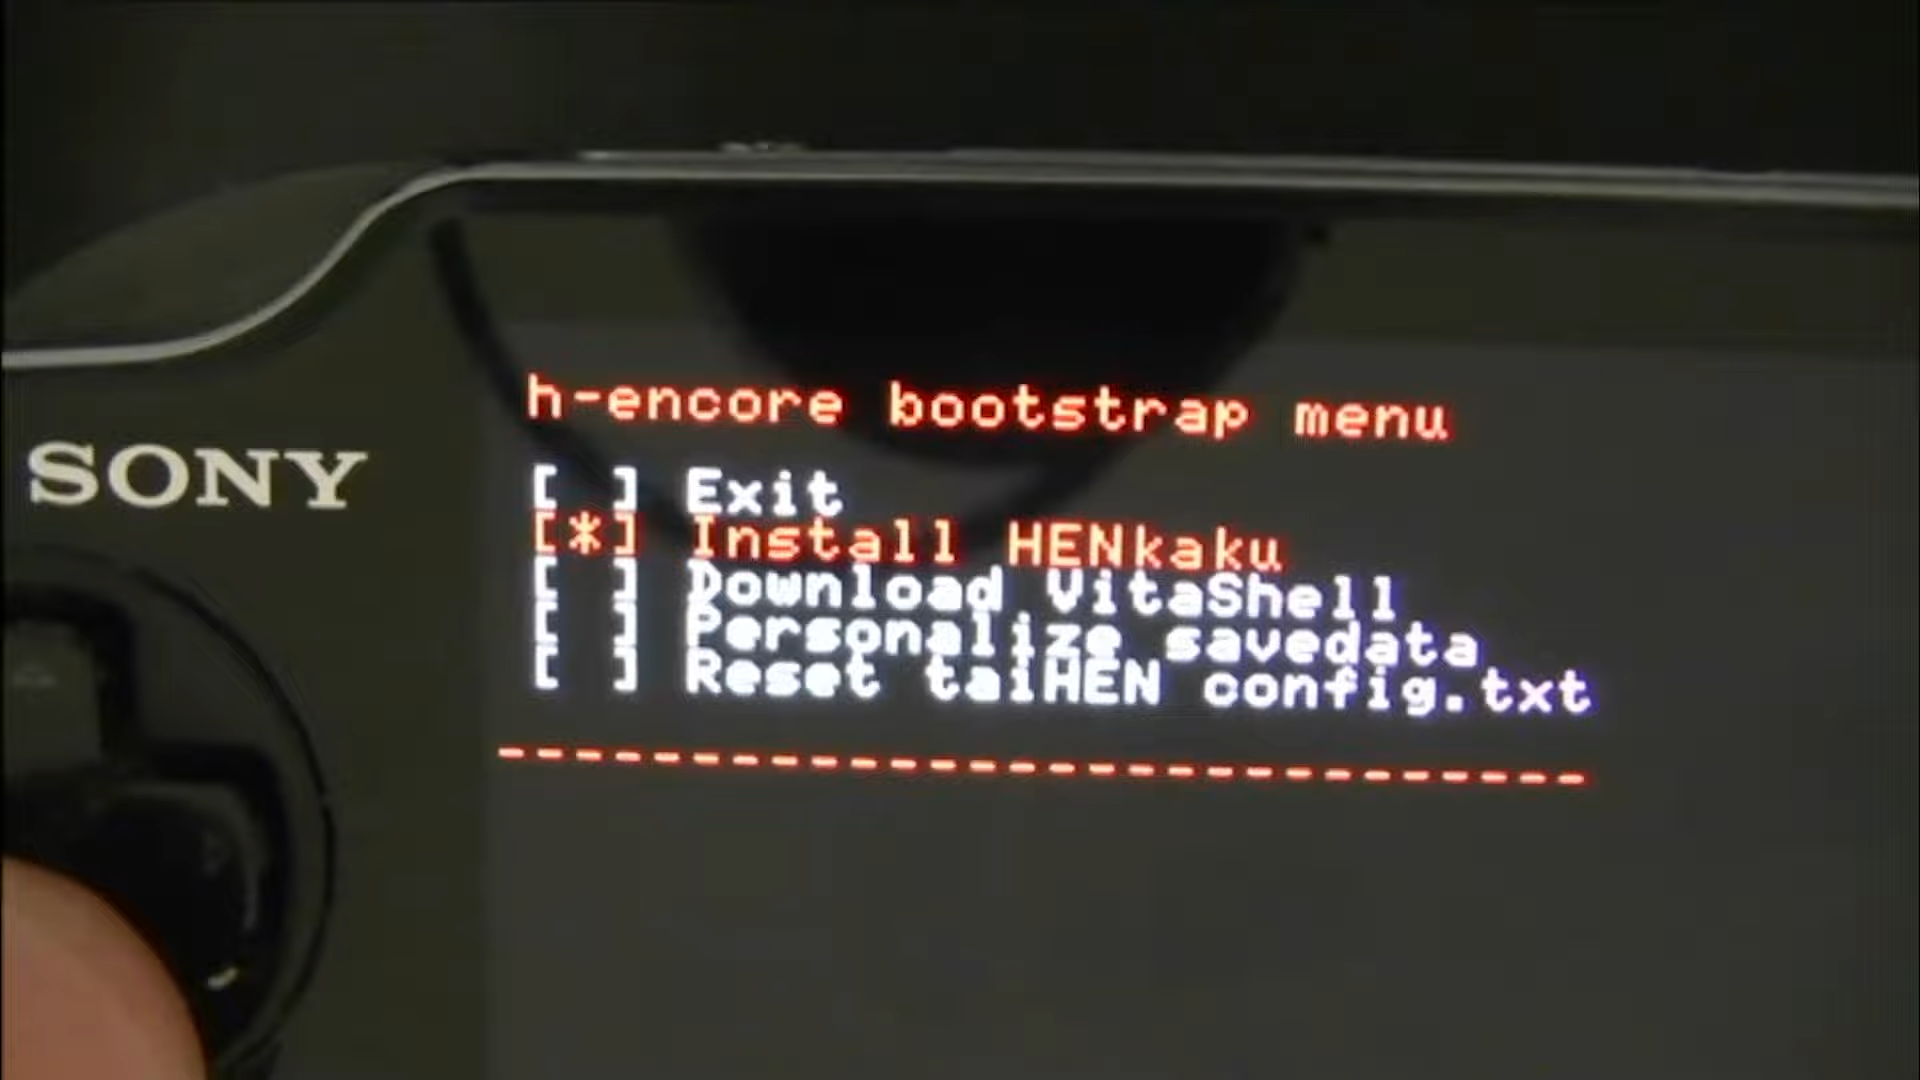 SONY
h-encore bootstrap menu
[ ] Exit
[*] Install HENkaku
[ ] Download VitaShell
[ ] Personalize savedata
[ ] Reset taiHEN config.txt
----------------------------